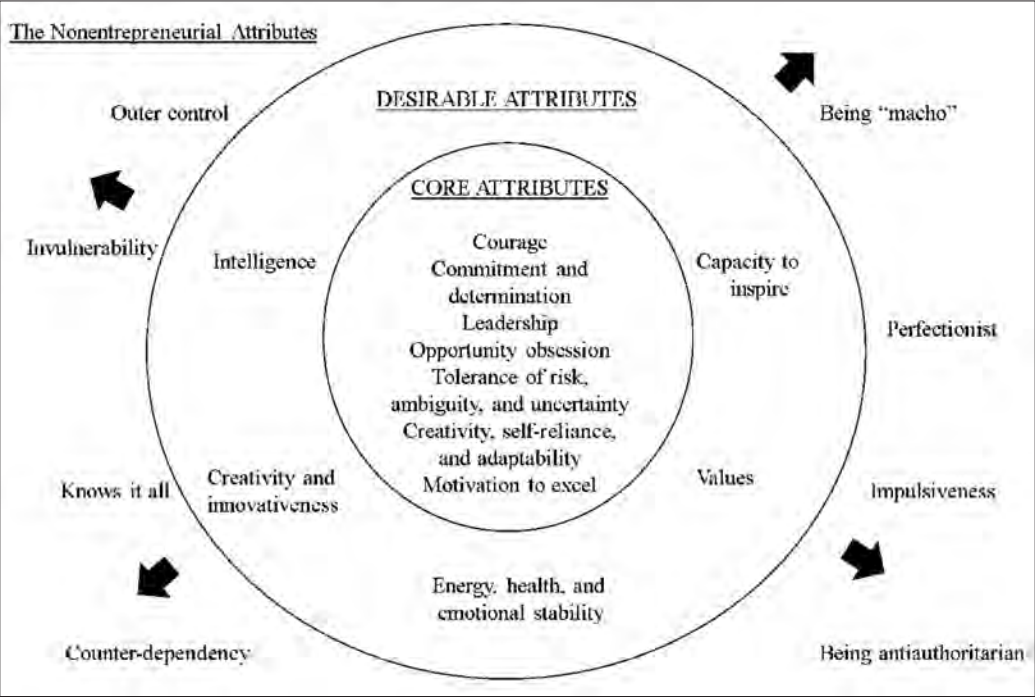 The Nonentrepreneurial Attributes
Outer control
Invulnerability
Knows it all
Counter-dependency
DESIRABLE ATTRIBUTES
Intelligence
Creativity and
innovativeness
Energy, health, and
emotional stability
Capacity to
inspire
Values
CORE ATTRIBUTES
Courage
Commitment and
determination
Leadership
Opportunity obsession
Tolerance of risk,
ambiguity, and uncertainty
Creativity, self-reliance,
and adaptability
Motivation to excel
Being “macho”
Perfectionist
Impulsiveness
Being antiauthoritarian